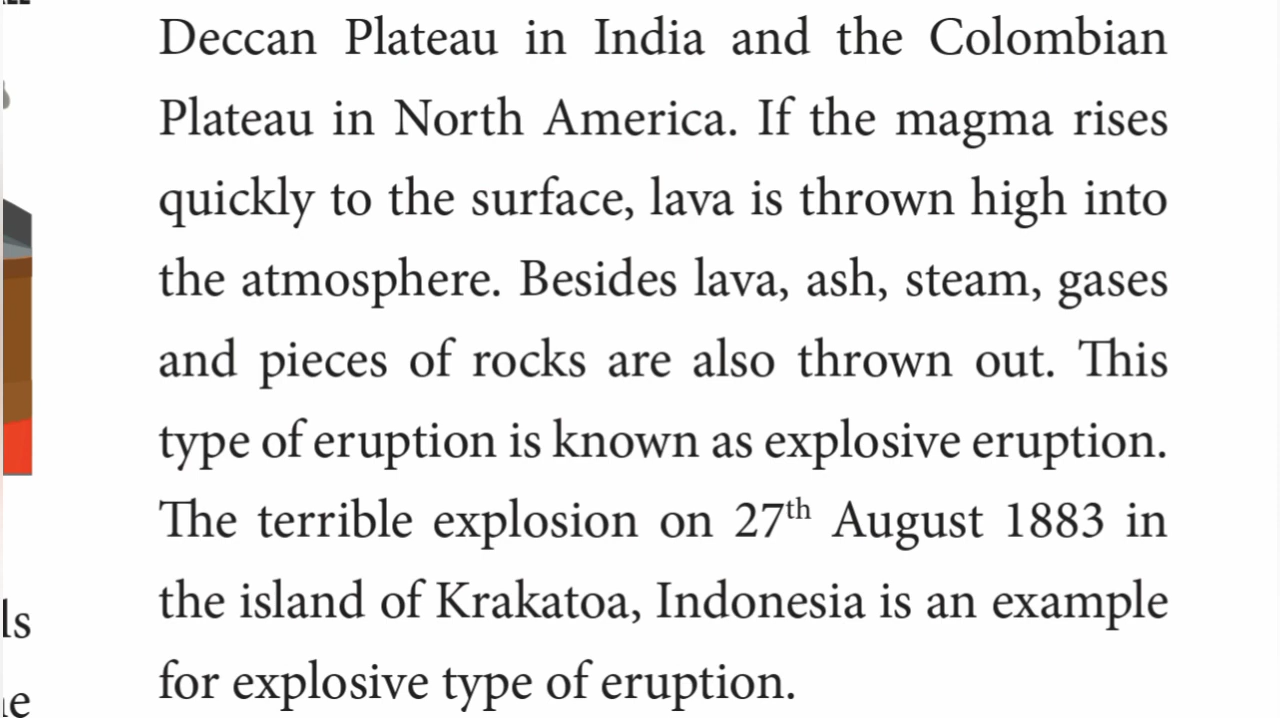 Deccan Plateau in India and the Colombian
Plateau in North America. If the magma rises
quickly to the surface, lava is thrown high into
the atmosphere. Besides lava, ash, steam, gases
and pieces of rocks are also thrown out. This
type of eruption is known as explosive eruption.
The terrible explosion on 27th August 1883 in
the island of Krakatoa, Indonesia is an example
for explosive type of eruption.